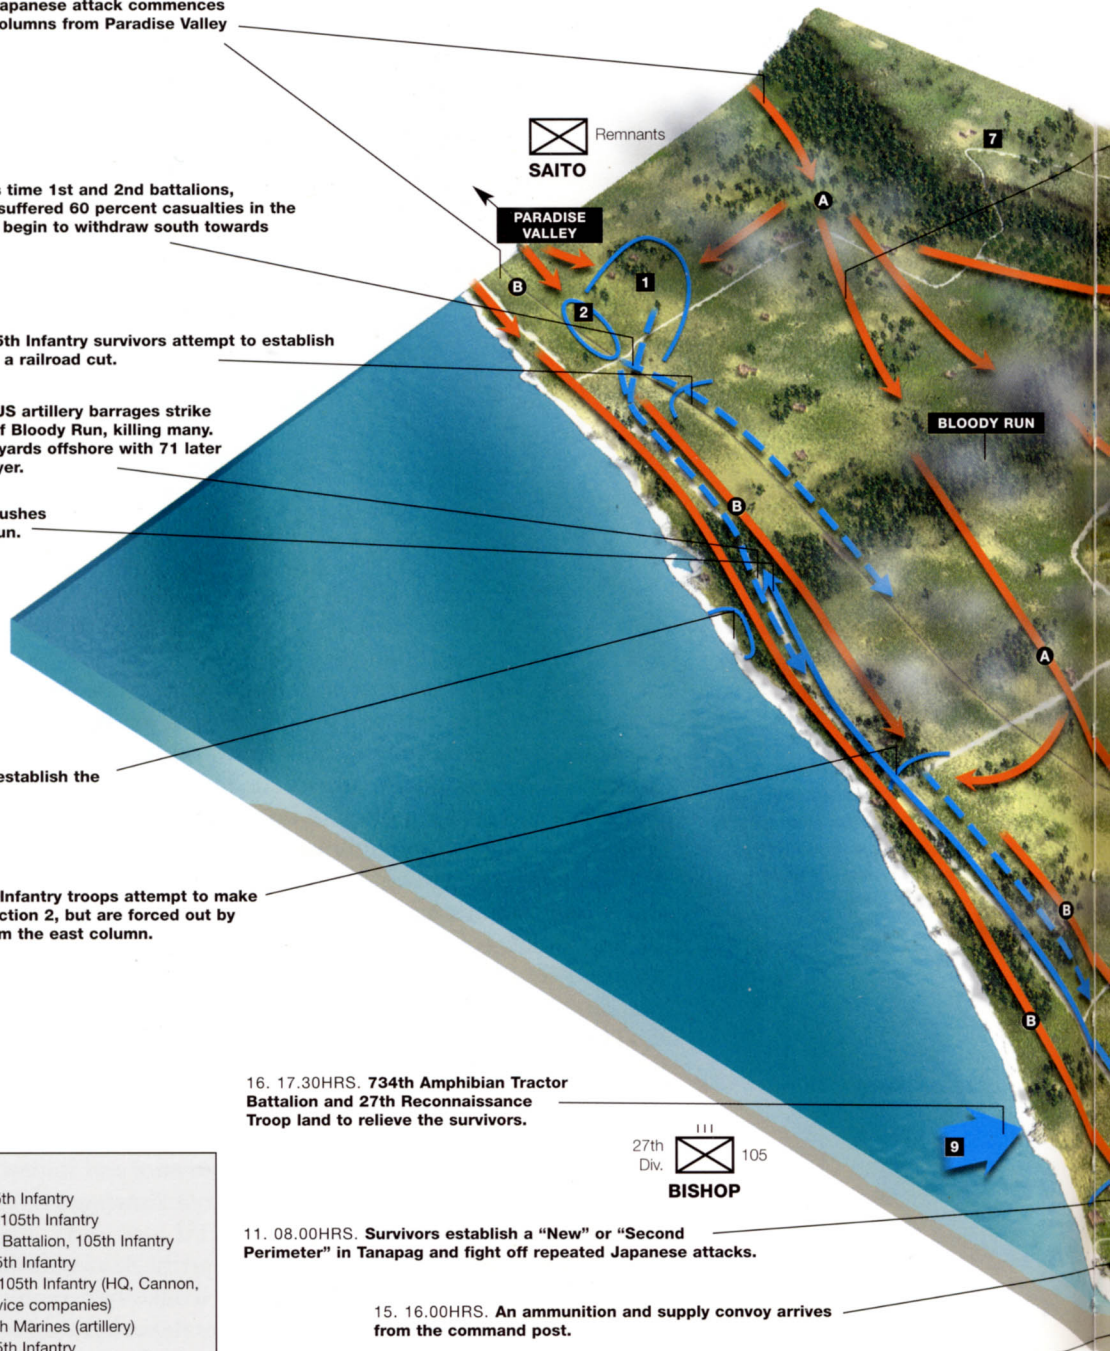 apanese attack commences
olumns from Paradise Valley
Remnants
SAITO
7
A
PARADISE
VALLEY
time 1st and 2nd battalions,
suffered 60 percent casualties in the
begin to withdraw south towards
B
1
2
5th Infantry survivors attempt to establish
a railroad cut.
US artillery barrages strike
f Bloody Run, killing many.
yards offshore with 71 later
yer.
BLOODY RUN
B
ushes
un.
A
establish the
Infantry troops attempt to make
ction 2, but are forced out by
m the east column.
B
B
16. 17.30HRS. 734th Amphibian Tractor
Battalion and 27th Reconnaissance
Troop land to relieve the survivors.
27th
Div.
105
BISHOP
9
11. 08.00HRS. Survivors establish a “New” or “Second
Perimeter” in Tanapag and fight off repeated Japanese attacks.
15. 16.00HRS. An ammunition and supply convoy arrives
from the command post.
5th Infantry
105th Infantry
Battalion, 105th Infantry
5th Infantry
105th Infantry (HQ, Cannon,
vice companies)
h Marines (artillery)
5th Infantry